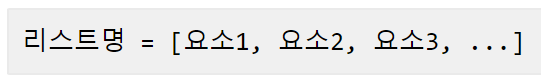 리스트명 = [요소1, 요소2, 요소3, ...]